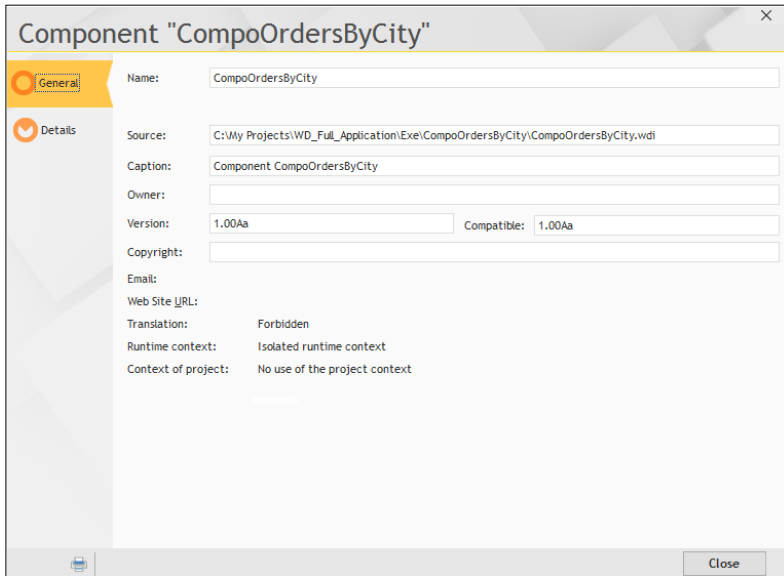 Component "CompoOrdersByCity"
General
Details
Name: CompoOrdersByCity
Source: C:\My Projects\WD_Full_Application\Exe\CompoOrdersByCity\CompoOrdersByCity.wdi
Caption: Component CompoOrdersByCity
Owner:
Version: 1.00Aa Compatible: 1.00Aa
Copyright:
Email:
Web Site URL:
Translation: Forbidden
Runtime context: Isolated runtime context
Context of project: No use of the project context
Close